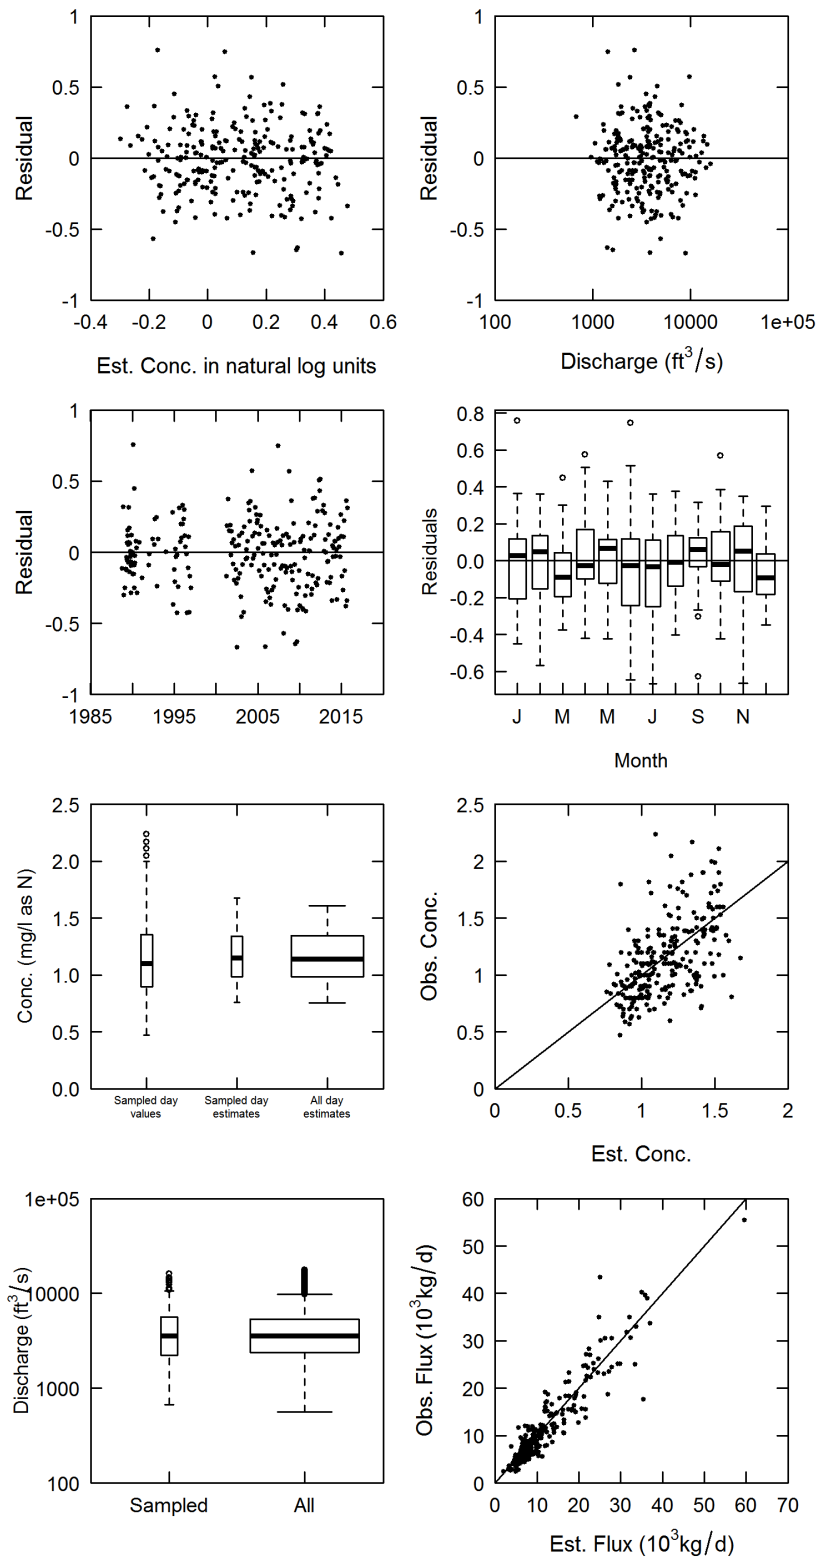 1
0.5
0
-0.5
-1
Residual
-0.4 -0.2 0 0.2 0.4 0.6
Est. Conc. in natural log units
1
0.5
0
-0.5
-1
Residual
100 1000 10000 1e+05
Discharge (ft³/s)
1
0.5
0
-0.5
-1
Residual
1985 1995 2005 2015
0.8
0.6
0.4
0.2
0.0
-0.2
-0.4
-0.6
Residuals
J M M J S N
Month
2.5
2.0
1.5
1.0
0.5
0.0
Conc. (mg/l as N)
Sampled day values
Sampled day estimates
All day estimates
2.5
2
1.5
1
0.5
0
Obs. Conc.
0 0.5 1 1.5 2
Est. Conc.
1e+05
10000
1000
100
Discharge (ft³/s)
Sampled All
60
50
40
30
20
10
0
Obs. Flux (10³kg/d)
0 10 20 30 40 50 60 70
Est. Flux (10³kg/d)